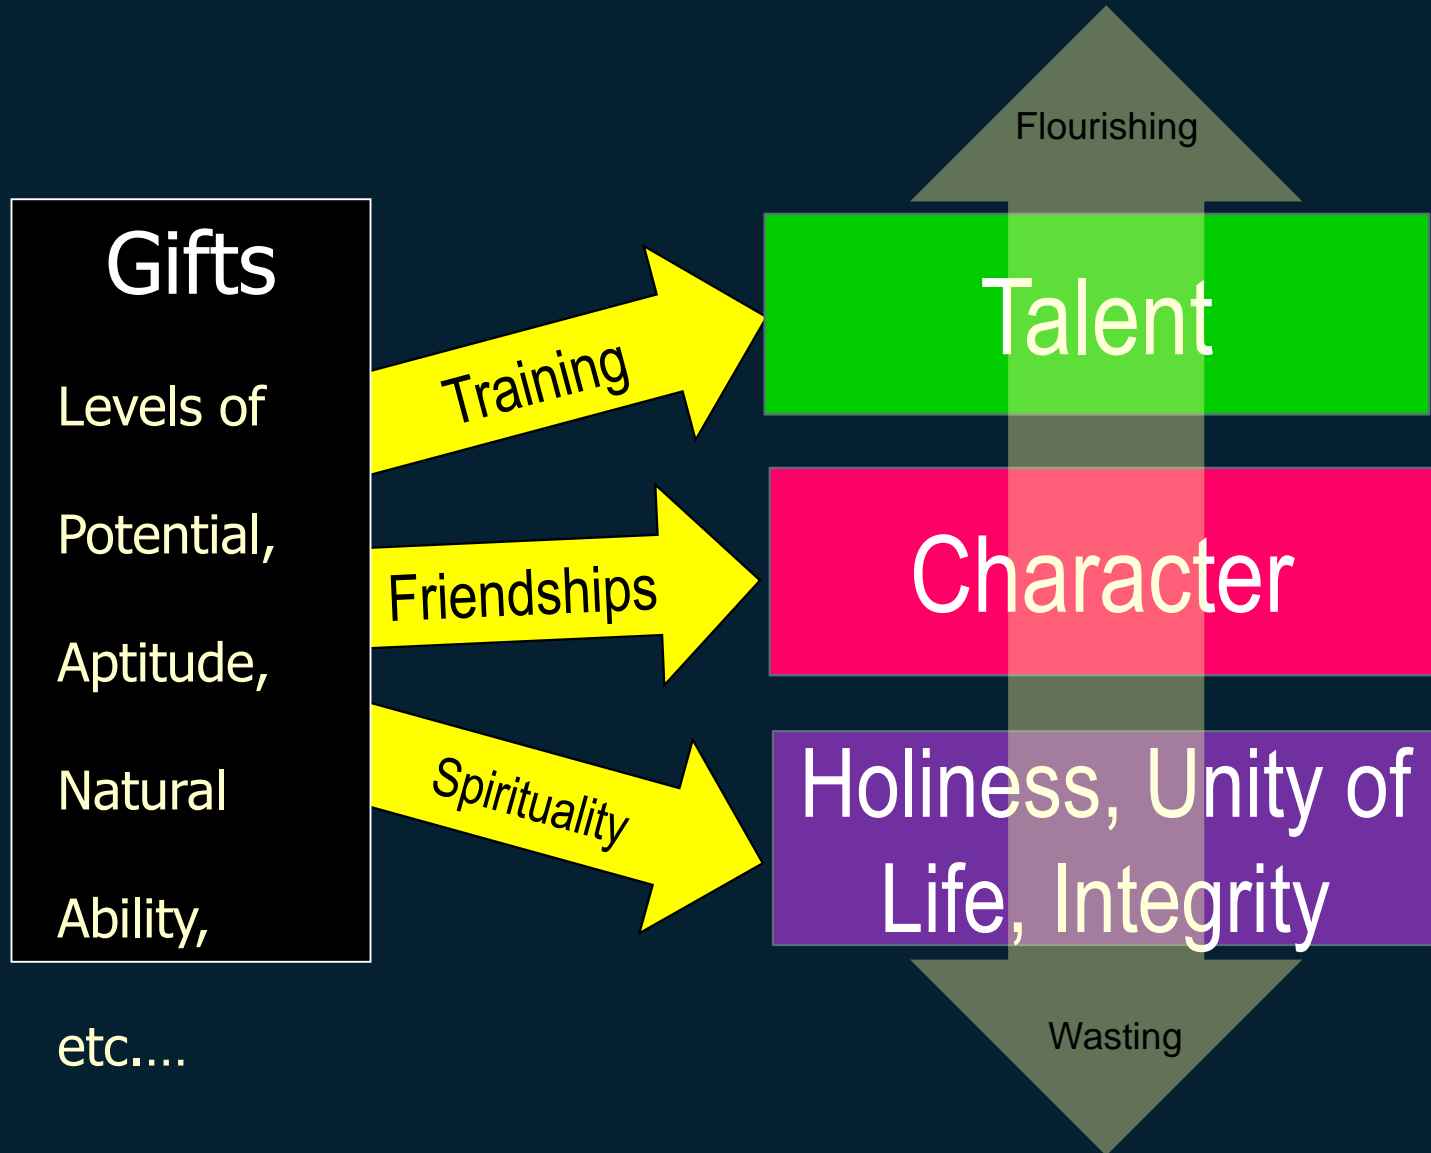 Gifts
Levels of
Potential,
Aptitude,
Natural
Ability,
etc.…
Training
Friendships
Spirituality
Flourishing
Talent
Character
Holiness, Unity of
Life, Integrity
Wasting